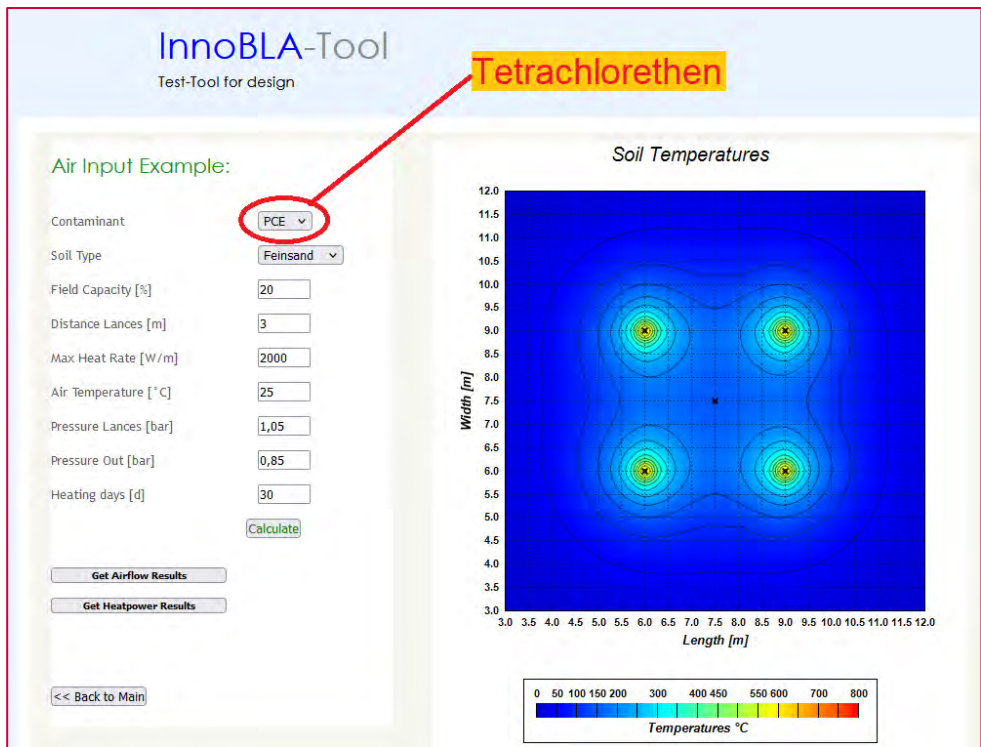 InnoBLA-Tool
Test-Tool for design
Tetrachlorethen
Air Input Example:
Contaminant PCE
Soil Type Feinsand
Field Capacity [%] 20
Distance Lances [m] 3
Max Heat Rate [W/m] 2000
Air Temperature [°C] 25
Pressure Lances [bar] 1,05
Pressure Out [bar] 0,85
Heating days [d] 30
Calculate
Get Airflow Results
Get Heatpower Results
<< Back to Main
Soil Temperatures
12.0
11.5
11.0
10.5
10.0
9.5
9.0
8.5
8.0
7.5
7.0
6.5
6.0
5.5
5.0
4.5
4.0
3.5
3.0
Width [m]
3.0 3.5 4.0 4.5 5.0 5.5 6.0 6.5 7.0 7.5 8.0 8.5 9.0 9.5 10.0 10.5 11.0 11.5 12.0
Length [m]
0 50 100 150 200 300 400 450 550 600 700 800
Temperatures °C